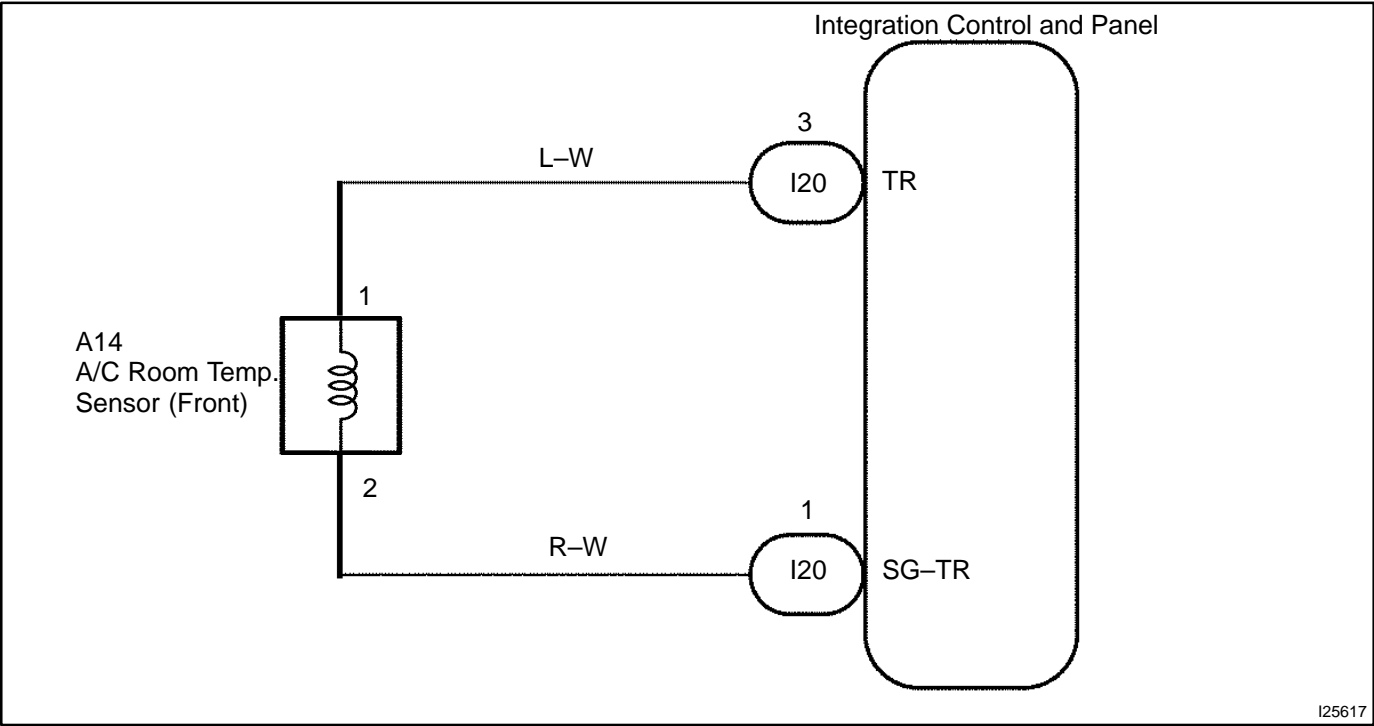 Integration Control and Panel
3
L–W
I20
TR
1
A14
A/C Room Temp.
Sensor (Front)
2
1
R–W
I20
SG–TR
I25617